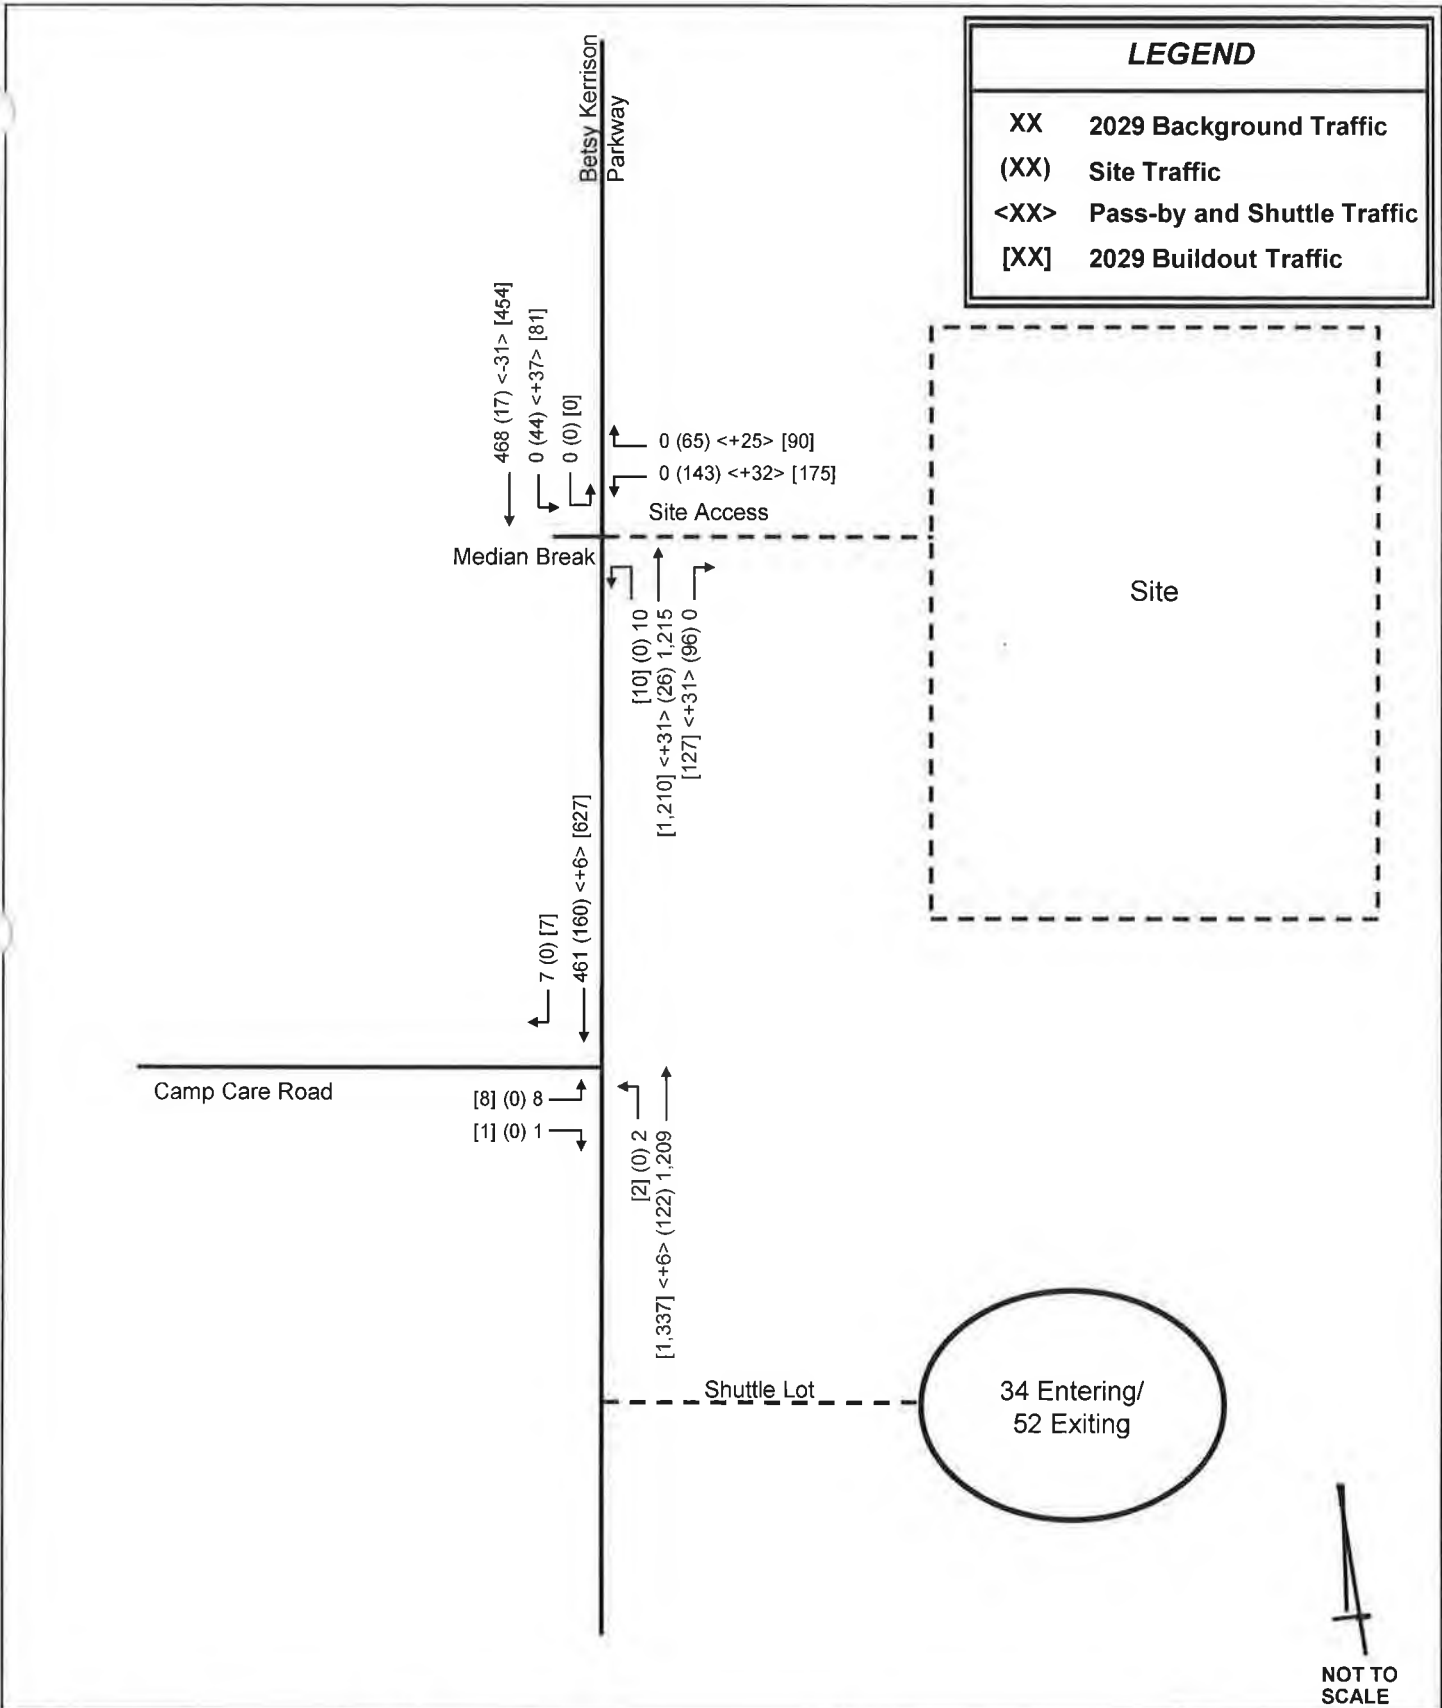 Betsy Kerrison
Parkway
LEGEND
XX 2029 Background Traffic
(XX) Site Traffic
<XX> Pass-by and Shuttle Traffic
[XX] 2029 Buildout Traffic
468 (17) <-31> [454]
0 (44) <+37> [81]
0 (0) [0]
0 (65) <+25> [90]
0 (143) <+32> [175]
Site Access
Median Break
Site
[10] (0) 10
[1,210] <+31> (26) 1,215
[127] <+31> (96) 0
7 (0) [7]
461 (160) <+6> [627]
Camp Care Road
[8] (0) 8
[1] (0) 1
[2] (0) 2
[1,337] <+6> (122) 1,209
Shuttle Lot
34 Entering/
52 Exiting
NOT TO
SCALE